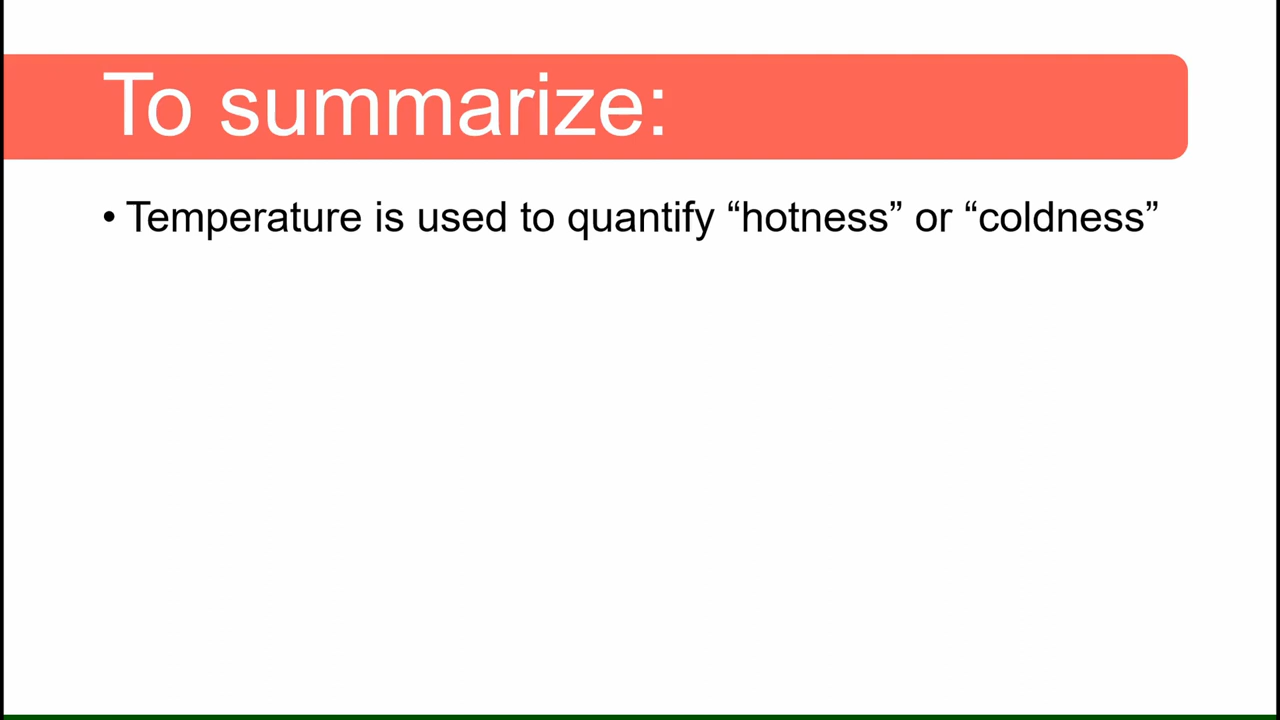 To summarize:
• Temperature is used to quantify “hotness” or “coldness”